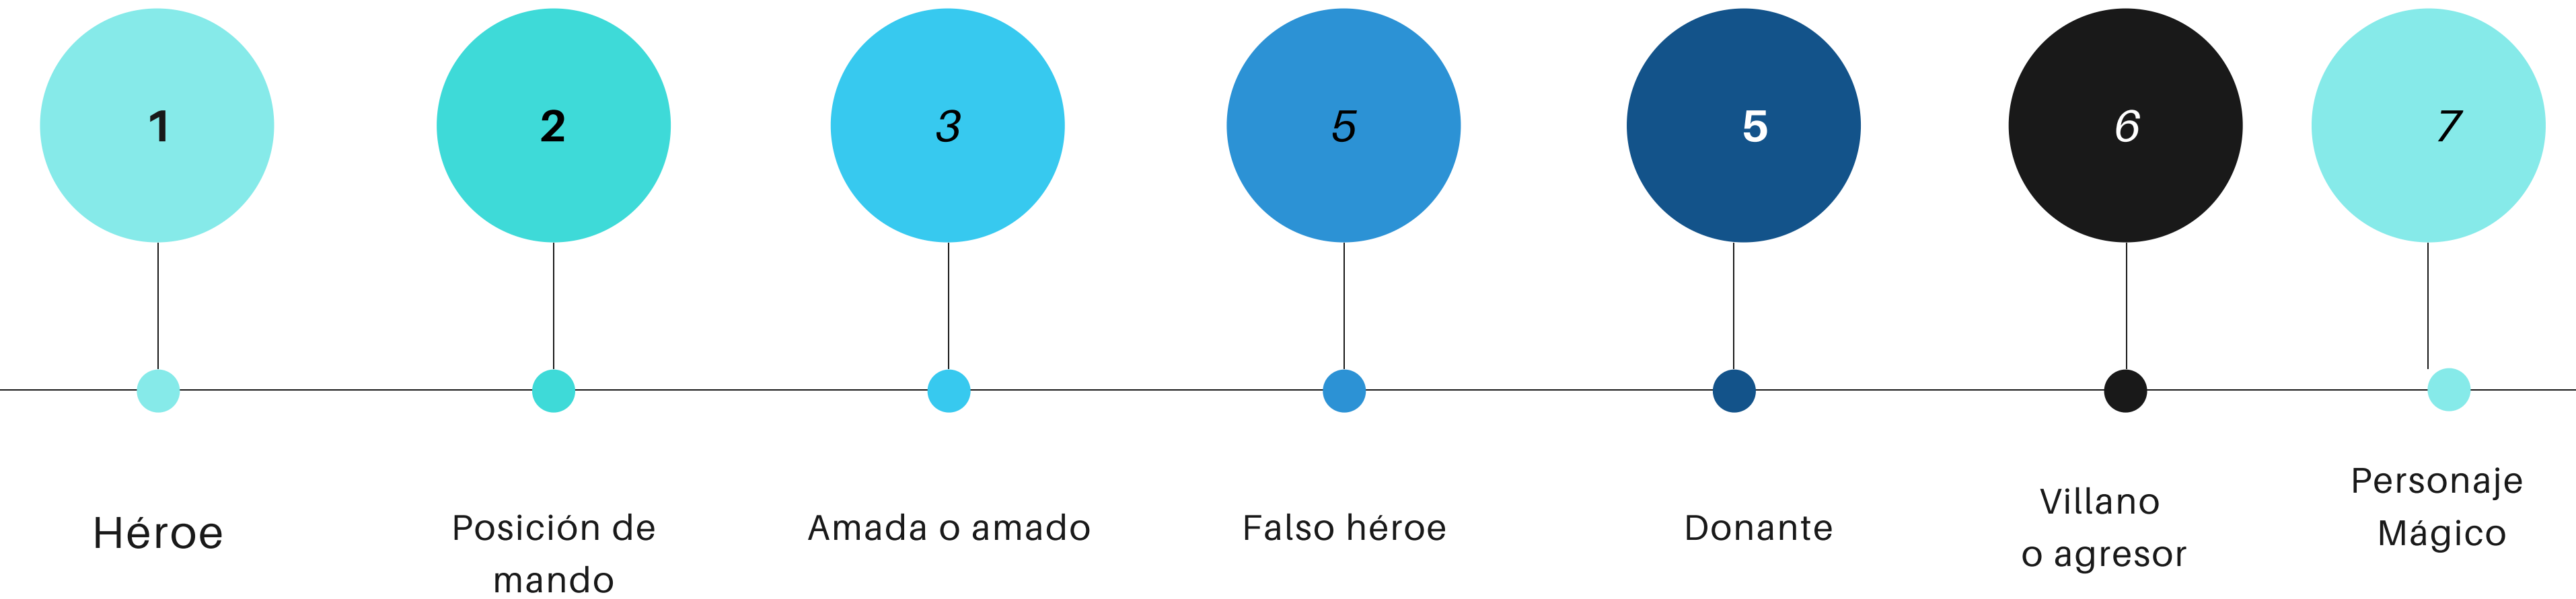 1
2
3
5
5
6
7
Héroe
Posición de
mando
Amada o amado
Falso héroe
Donante
Villano
o agresor
Personaje
Mágico